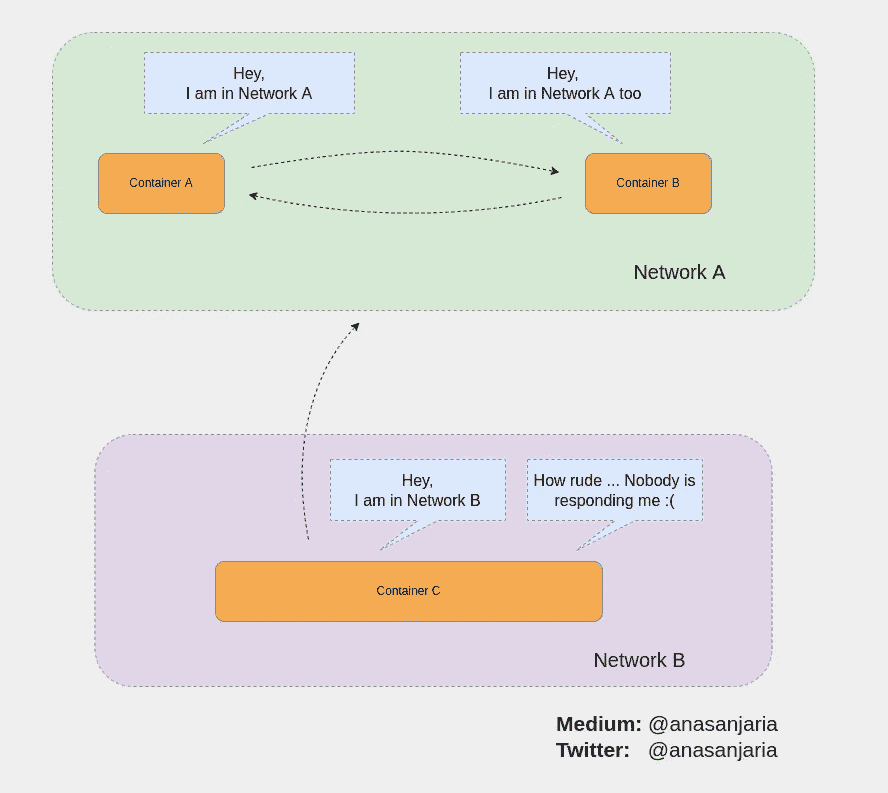 Hey,
I am in Network A
Hey,
I am in Network A too
Container A
Container B
Network A
Hey,
I am in Network B
How rude ... Nobody is
responding me :(
Container C
Network B
Medium: @anasanjaria
Twitter: @anasanjaria